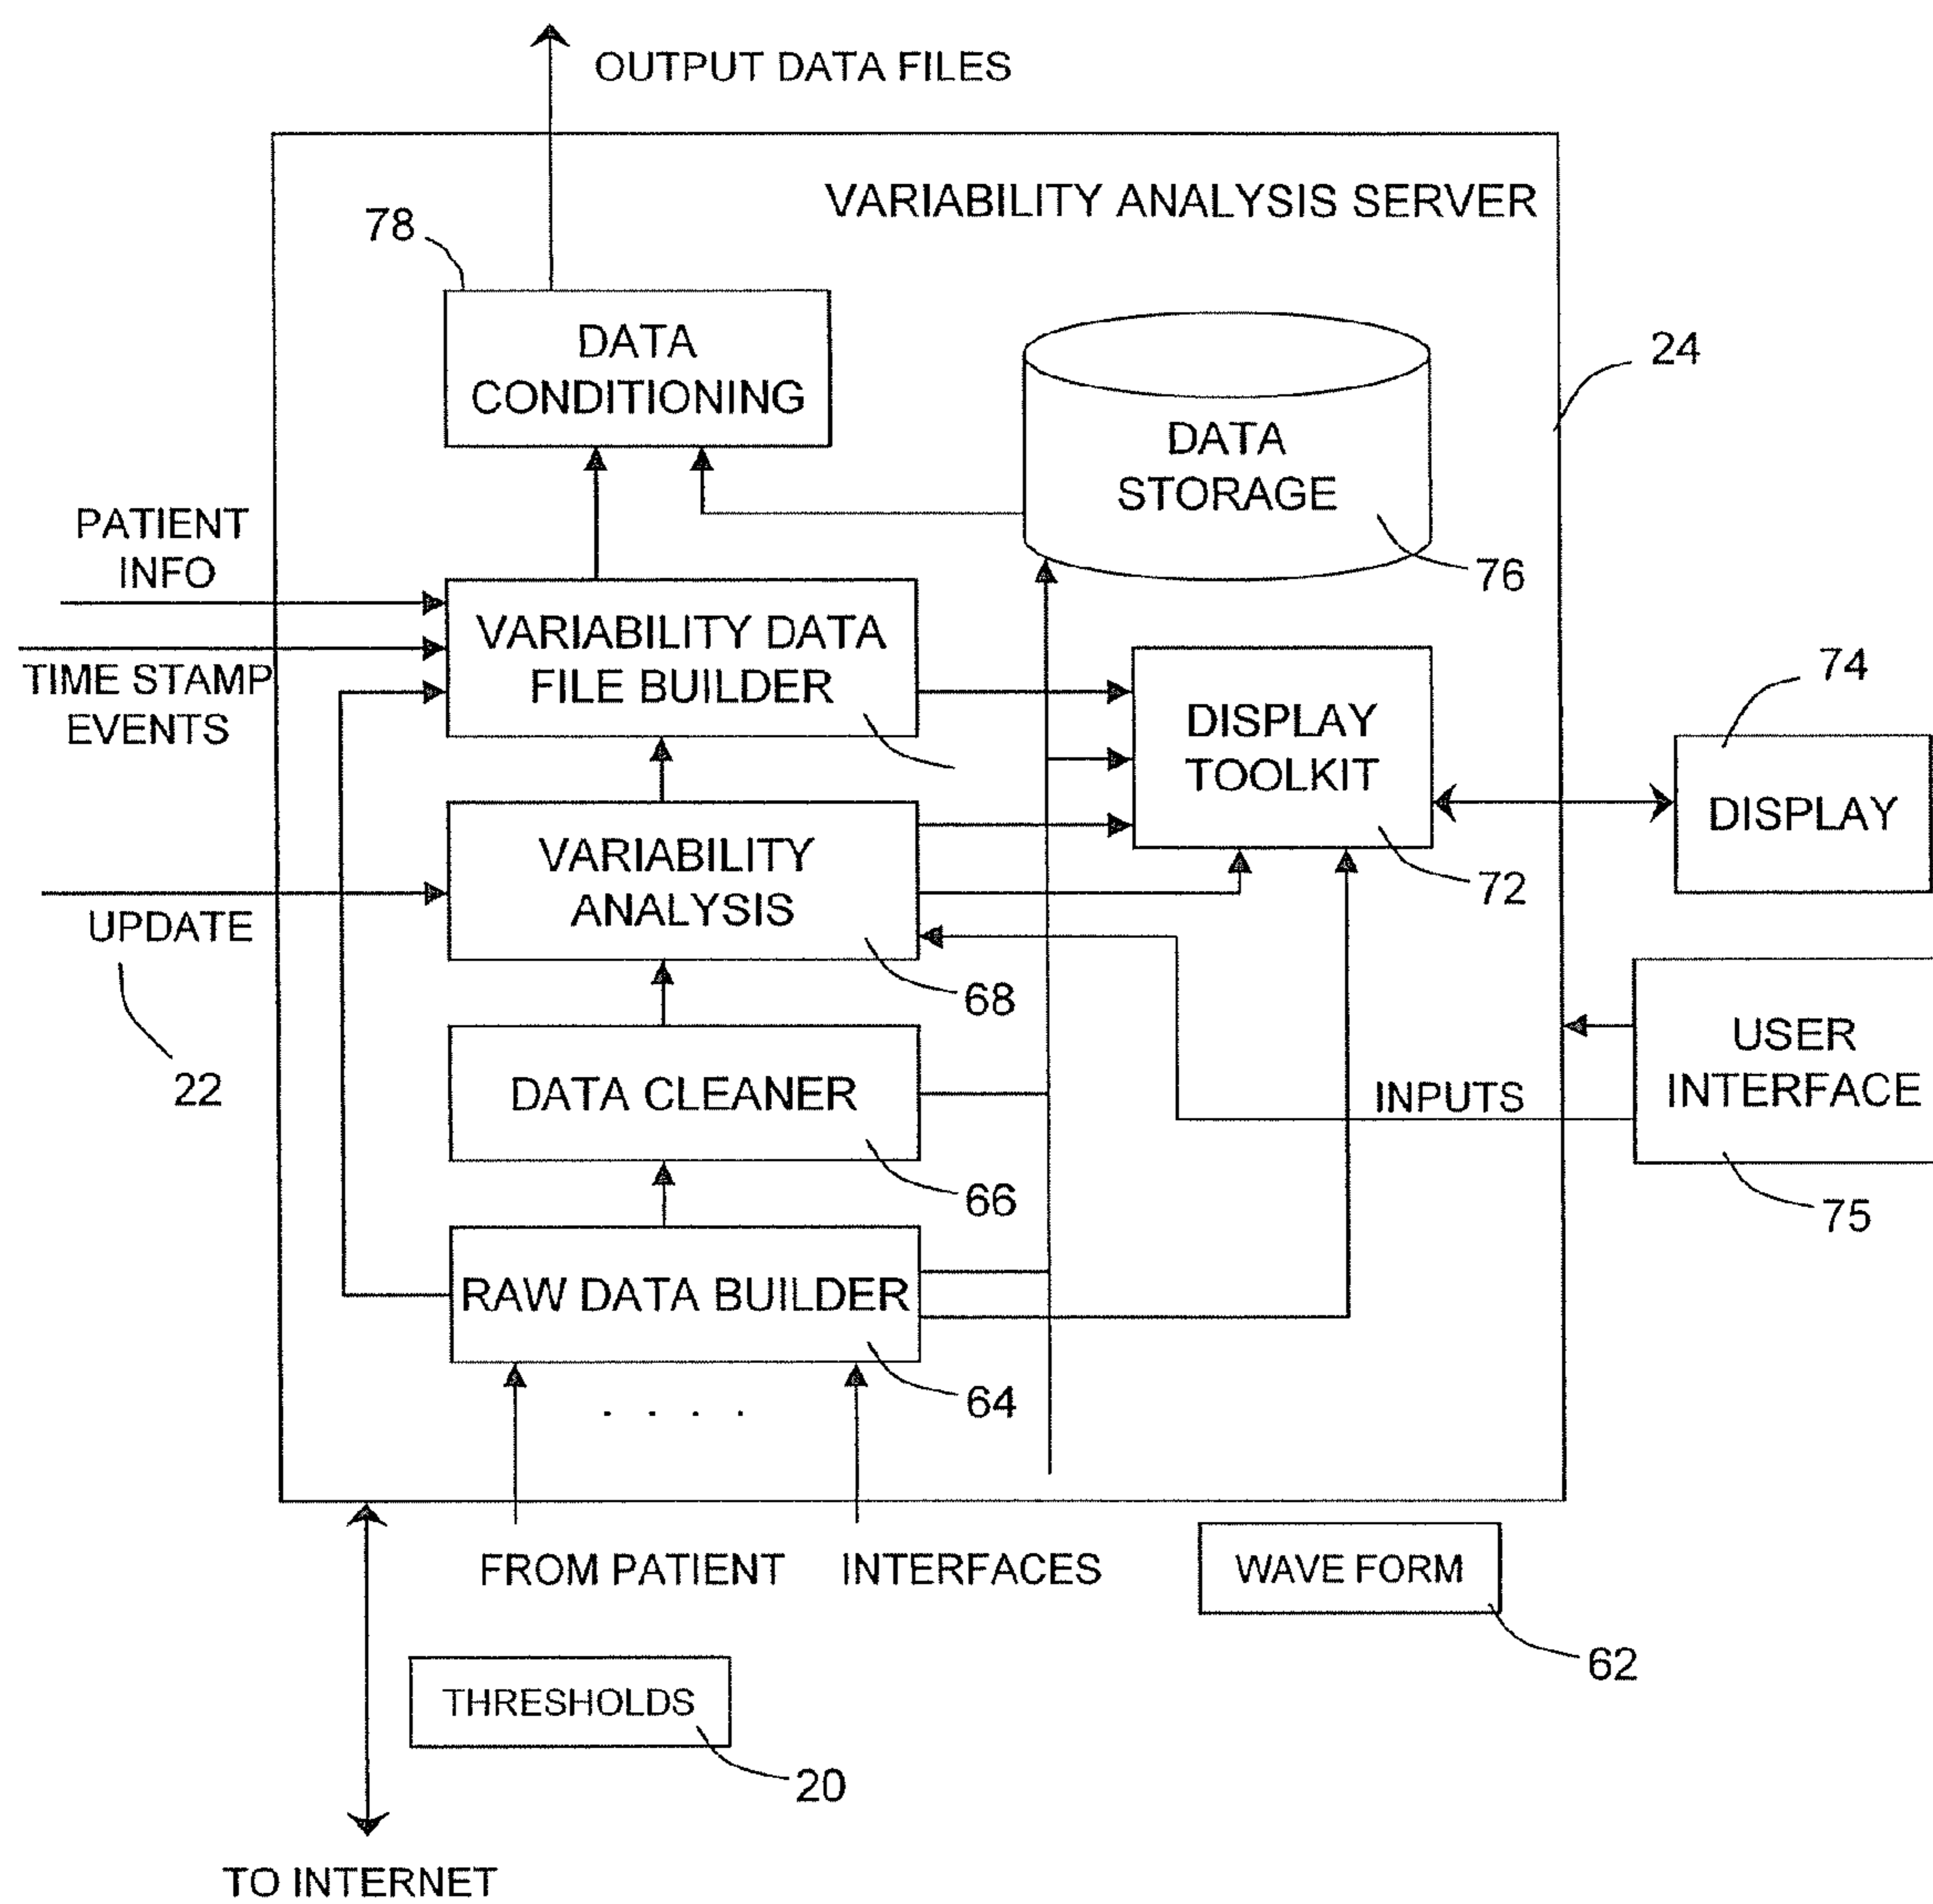 OUTPUT DATA FILES
VARIABILITY ANALYSIS SERVER
78
DATA
CONDITIONING
24
DATA
STORAGE
76
PATIENT
INFO
TIME STAMP
EVENTS
VARIABILITY DATA
FILE BUILDER
DISPLAY
TOOLKIT
72
74
DISPLAY
UPDATE
22
VARIABILITY
ANALYSIS
68
USER
INTERFACE
75
INPUTS
DATA CLEANER
66
RAW DATA BUILDER
64
. . . .
FROM PATIENT INTERFACES
WAVE FORM
62
THRESHOLDS
20
TO INTERNET